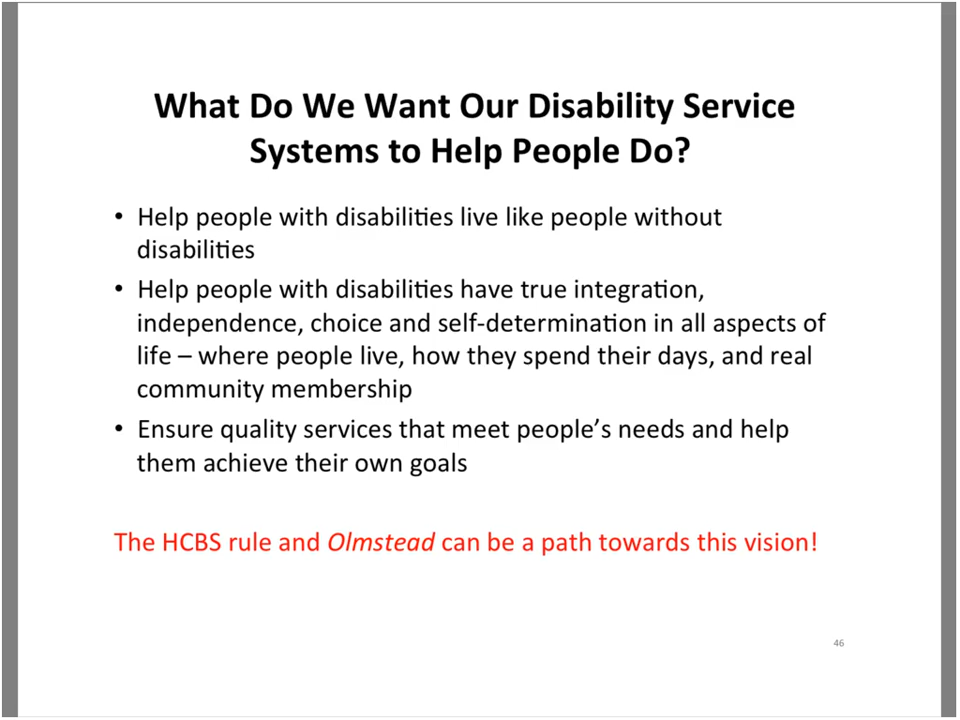 What Do We Want Our Disability Service
Systems to Help People Do?
• Help people with disabilities live like people without
disabilities
• Help people with disabilities have true integration,
independence, choice and self-determination in all aspects of
life – where people live, how they spend their days, and real
community membership
• Ensure quality services that meet people’s needs and help
them achieve their own goals
The HCBS rule and Olmstead can be a path towards this vision!
46